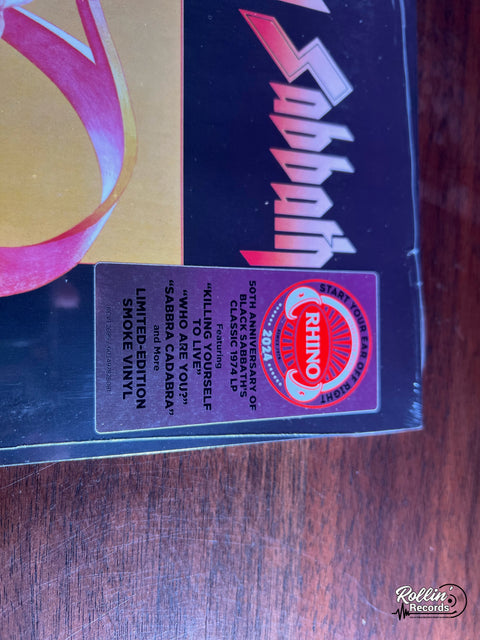 Sabbath
START YOUR EAR OFF RIGHT
RHINO
2024
50TH ANNIVERSARY OF
BLACK SABBATH'S
CLASSIC 1974 LP
Featuring
"KILLING YOURSELF
TO LIVE"
"WHO ARE YOU?"
"SABBRA CADABRA"
and More
LIMITED-EDITION
SMOKE VINYL
Rollin'
Records